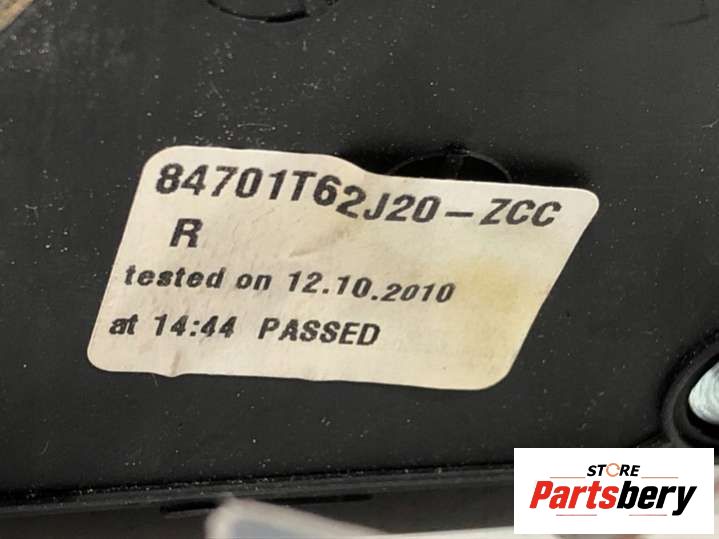 84701T62J20-ZCC
R
tested on 12.10.2010
at 14:44 PASSED
STORE
Partsbery